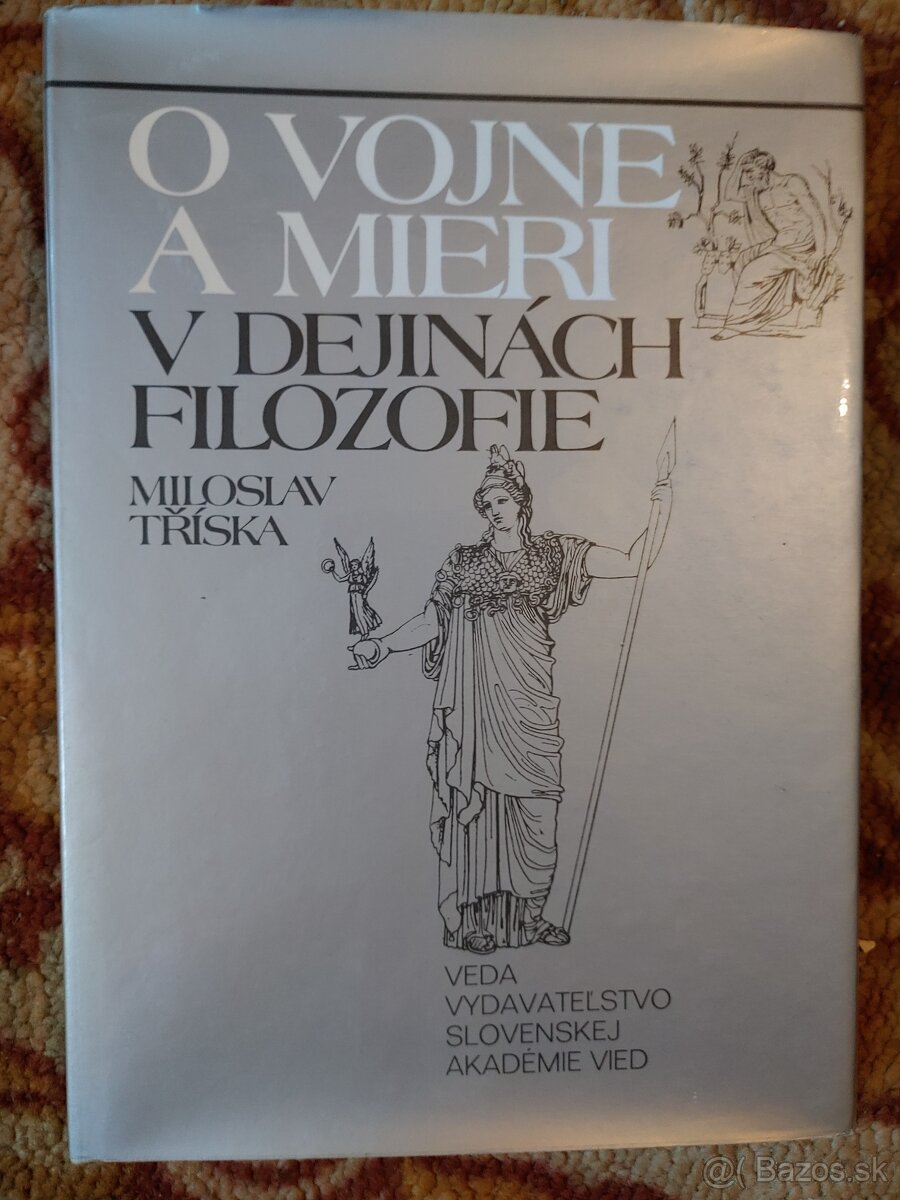 O VOJNE
A MIERI
V DEJINÁCH
FILOZOFIE
MILOSLAV
TŘÍSKA
VEDA
VYDAVATEĽSTVO
SLOVENSKEJ
AKADÉMIE VIED
@( Bazos.sk